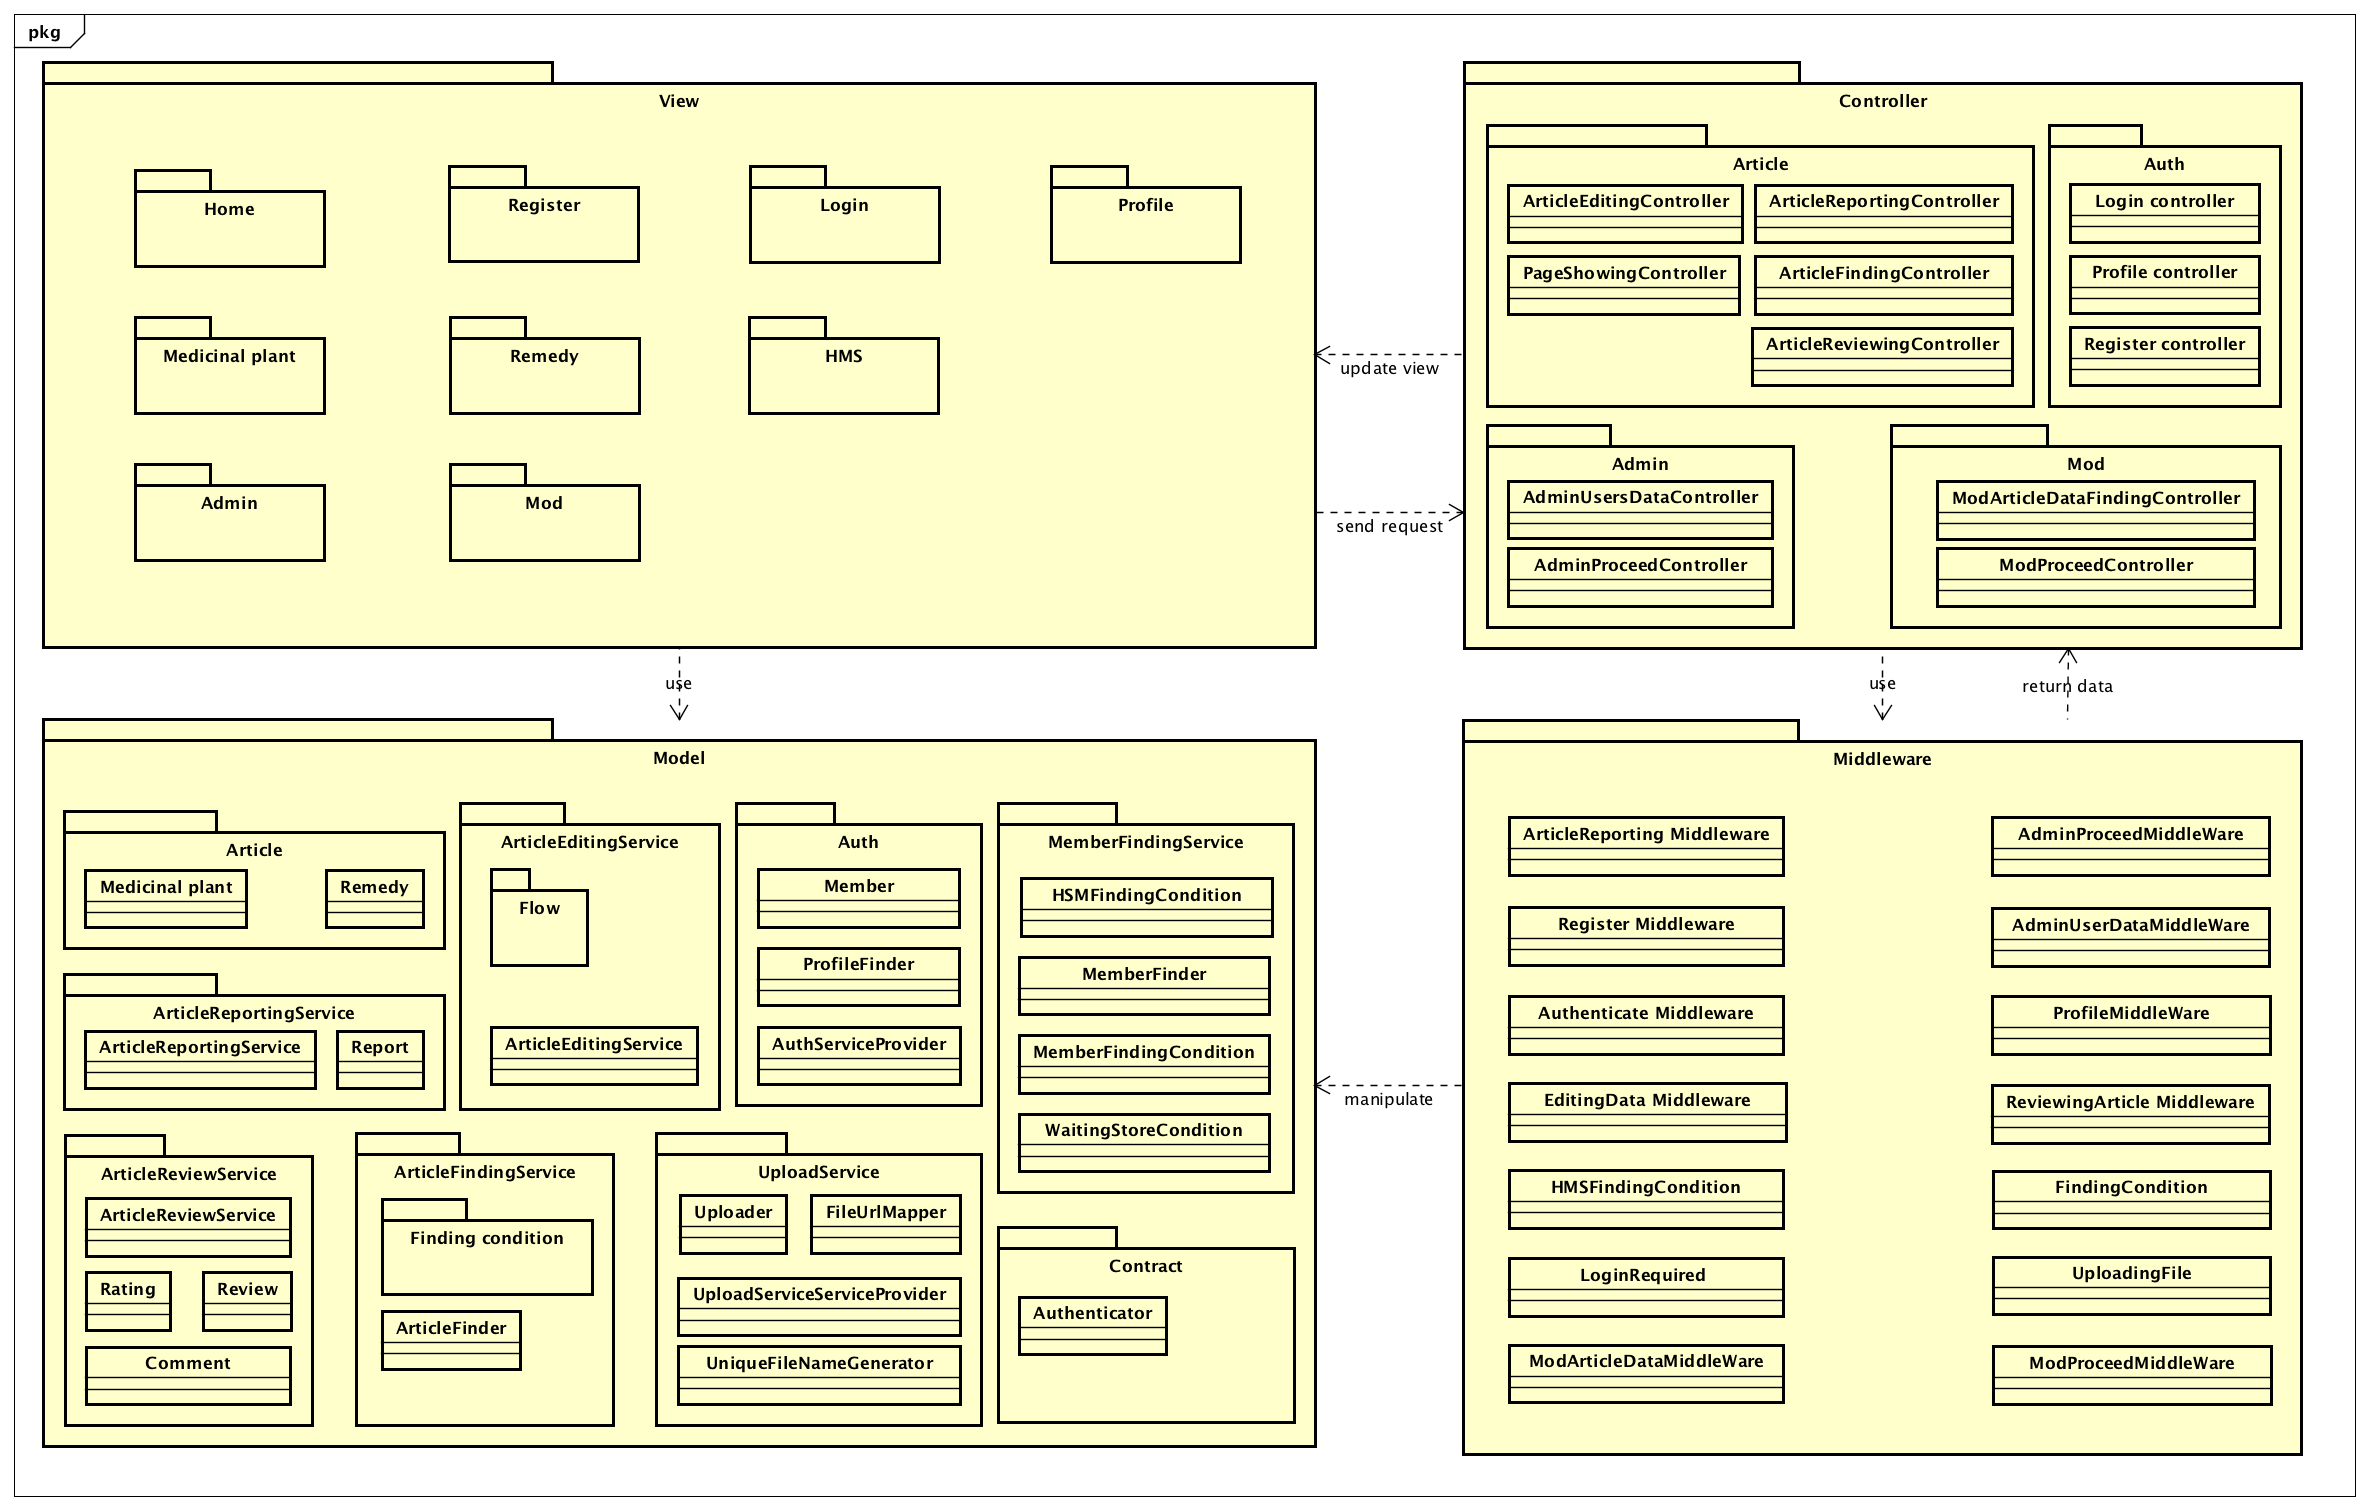 pkg
View
Home
Register
Login
Profile
Medicinal plant
Remedy
HMS
Admin
Mod
update view
send request
Controller
Article
ArticleEditingController
ArticleReportingController
PageShowingController
ArticleFindingController
ArticleReviewingController
Auth
Login controller
Profile controller
Register controller
Admin
AdminUsersDataController
AdminProceedController
Mod
ModArticleDataFindingController
ModProceedController
use
use
return data
Model
Article
Medicinal plant
Remedy
ArticleReportingService
ArticleReportingService
Report
ArticleEditingService
Flow
ArticleEditingService
Auth
Member
ProfileFinder
AuthServiceProvider
MemberFindingService
HSMFindingCondition
MemberFinder
MemberFindingCondition
WaitingStoreCondition
ArticleReviewService
ArticleReviewService
Rating
Review
Comment
ArticleFindingService
Finding condition
ArticleFinder
UploadService
Uploader
FileUrlMapper
UploadServiceServiceProvider
UniqueFileNameGenerator
Contract
Authenticator
manipulate
Middleware
ArticleReporting Middleware
AdminProceedMiddleWare
Register Middleware
AdminUserDataMiddleWare
Authenticate Middleware
ProfileMiddleWare
EditingData Middleware
ReviewingArticle Middleware
HMSFindingCondition
FindingCondition
LoginRequired
UploadingFile
ModArticleDataMiddleWare
ModProceedMiddleWare